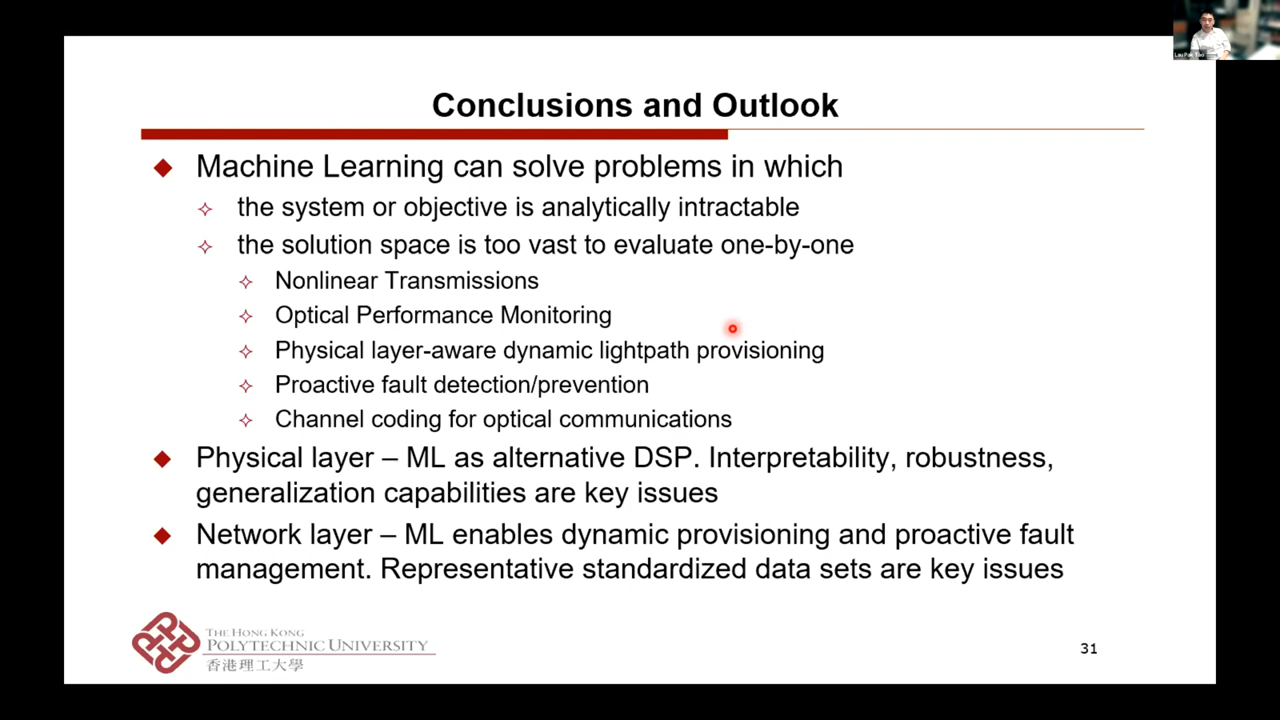 Lau Pak Tao
Conclusions and Outlook
Machine Learning can solve problems in which
the system or objective is analytically intractable
the solution space is too vast to evaluate one-by-one
Nonlinear Transmissions
Optical Performance Monitoring
Physical layer-aware dynamic lightpath provisioning
Proactive fault detection/prevention
Channel coding for optical communications
Physical layer – ML as alternative DSP. Interpretability, robustness,
generalization capabilities are key issues
Network layer – ML enables dynamic provisioning and proactive fault
management. Representative standardized data sets are key issues
THE HONG KONG
POLYTECHNIC UNIVERSITY
香港理工大學
31